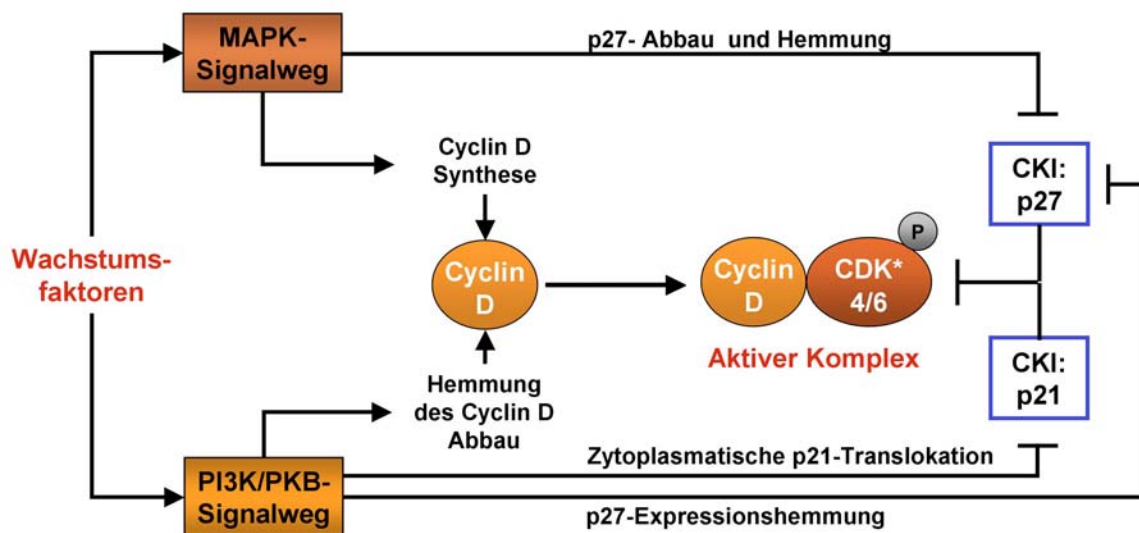 MAPK-
Signalweg
p27- Abbau  und Hemmung
Cyclin D
Synthese
CKI:
p27
Wachstums-
faktoren
Cyclin
D
Cyclin
D
CDK*
4/6
P
Aktiver Komplex
CKI:
p21
Hemmung
des Cyclin D
Abbau
PI3K/PKB-
Signalweg
Zytoplasmatische p21-Translokation
p27-Expressionshemmung